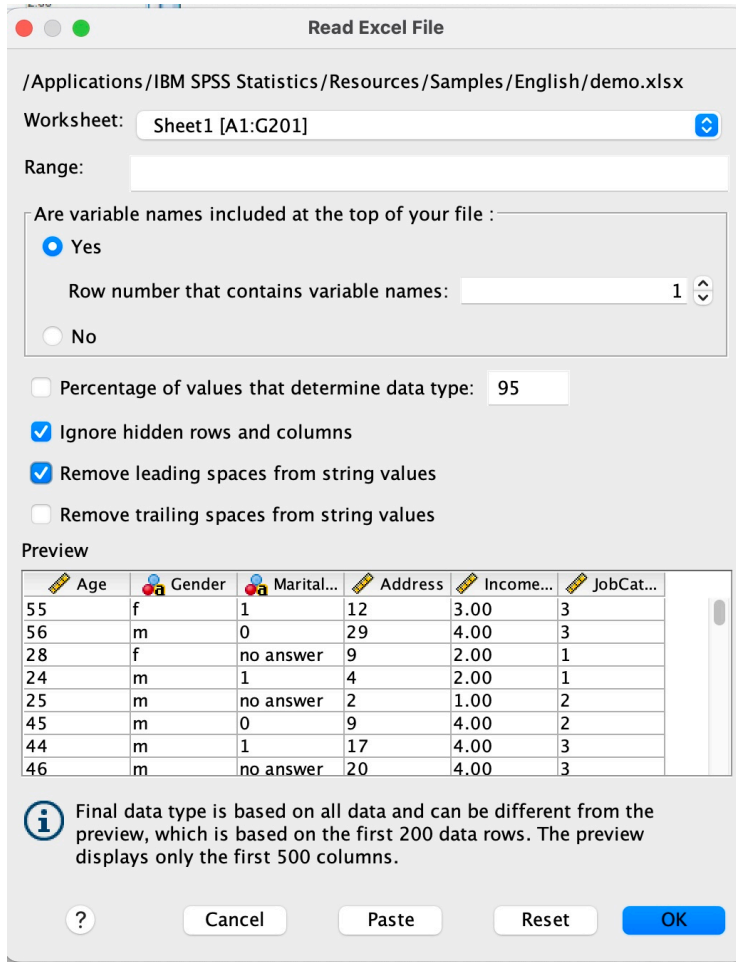 Read Excel File
/Applications/IBM SPSS Statistics/Resources/Samples/English/demo.xlsx
Worksheet: Sheet1 [A1:G201]
Range:
Are variable names included at the top of your file :
Yes
Row number that contains variable names: 1
No
Percentage of values that determine data type: 95
Ignore hidden rows and columns
Remove leading spaces from string values
Remove trailing spaces from string values
Preview
Age Gender Marital... Address Income... JobCat...
55 f 1 12 3.00 3
56 m 0 29 4.00 3
28 f no answer 9 2.00 1
24 m 1 4 2.00 1
25 m no answer 2 1.00 2
45 m 0 9 4.00 2
44 m 1 17 4.00 3
46 m no answer 20 4.00 3
Final data type is based on all data and can be different from the
preview, which is based on the first 200 data rows. The preview
displays only the first 500 columns.
? Cancel Paste Reset OK